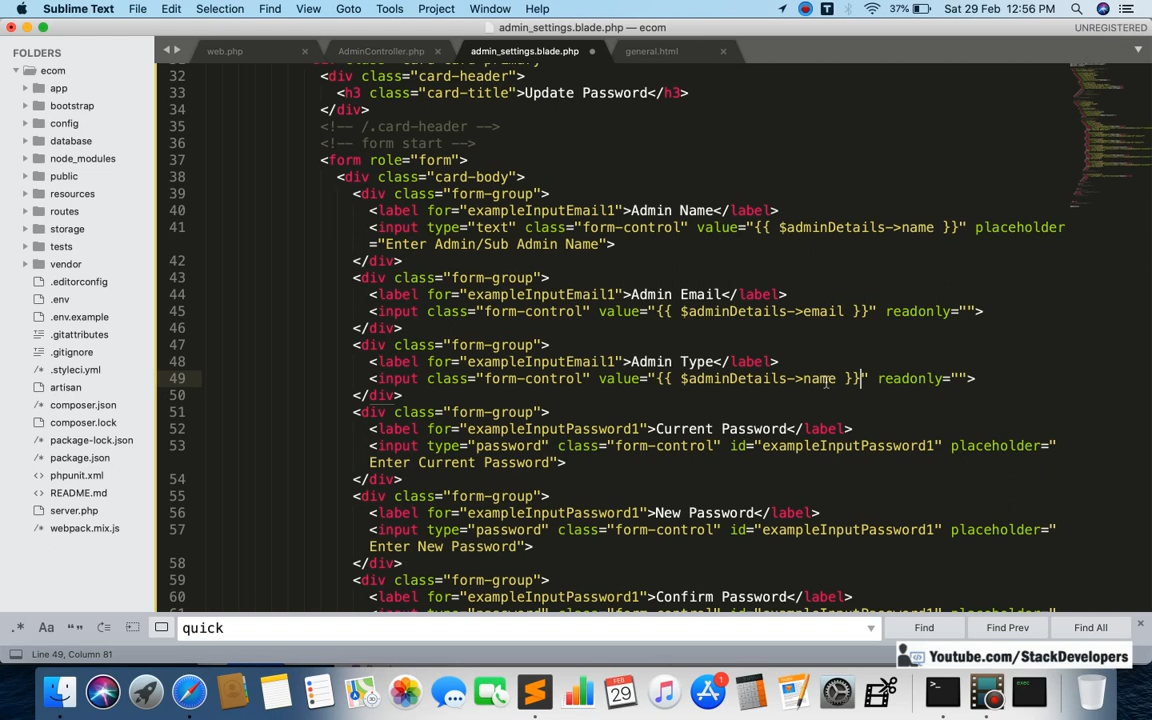 Sublime Text File Edit Selection Find View Goto Tools Project Window Help 37% Sat 29 Feb 12:56 PM
admin_settings.blade.php — ecom UNREGISTERED
FOLDERS
ecom
app
bootstrap
config
database
node_modules
public
resources
routes
storage
tests
vendor
.editorconfig
.env
.env.example
.gitattributes
.gitignore
.styleci.yml
artisan
composer.json
composer.lock
package-lock.json
package.json
phpunit.xml
README.md
server.php
webpack.mix.js
web.php AdminController.php admin_settings.blade.php general.html
32 <div class="card-header">
33 <h3 class="card-title">Update Password</h3>
34 </div>
35 <!-- /.card-header -->
36 <!-- form start -->
37 <form role="form">
38 <div class="card-body">
39 <div class="form-group">
40 <label for="exampleInputEmail1">Admin Name</label>
41 <input type="text" class="form-control" value="{{ $adminDetails->name }}" placeholder
="Enter Admin/Sub Admin Name">
42 </div>
43 <div class="form-group">
44 <label for="exampleInputEmail1">Admin Email</label>
45 <input class="form-control" value="{{ $adminDetails->email }}" readonly="">
46 </div>
47 <div class="form-group">
48 <label for="exampleInputEmail1">Admin Type</label>
49 <input class="form-control" value="{{ $adminDetails->name }}" readonly="">
50 </div>
51 <div class="form-group">
52 <label for="exampleInputPassword1">Current Password</label>
53 <input type="password" class="form-control" id="exampleInputPassword1" placeholder="
Enter Current Password">
54 </div>
55 <div class="form-group">
56 <label for="exampleInputPassword1">New Password</label>
57 <input type="password" class="form-control" id="exampleInputPassword1" placeholder="
Enter New Password">
58 </div>
59 <div class="form-group">
60 <label for="exampleInputPassword1">Confirm Password</label>
quick Find Find Prev Find All
Line 49, Column 81
Youtube.com/StackDevelopers